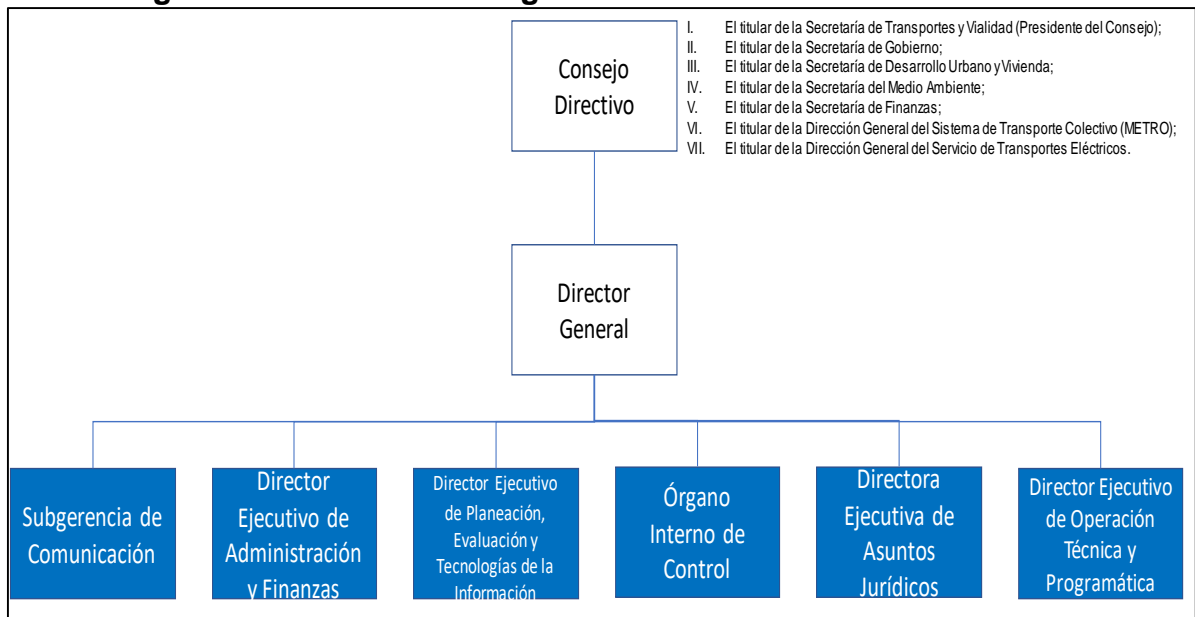 Consejo
Directivo
I. El titular de la Secretaría de Transportes y Vialidad (Presidente del Consejo);
II. El titular de la Secretaría de Gobierno;
III. El titular de la Secretaría de Desarrollo Urbano y Vivienda;
IV. El titular de la Secretaría del Medio Ambiente;
V. El titular de la Secretaría de Finanzas;
VI. El titular de la Dirección General del Sistema de Transporte Colectivo (METRO);
VII. El titular de la Dirección General del Servicio de Transportes Eléctricos.
Director
General
Subgerencia de
Comunicación
Director
Ejecutivo de
Administración
y Finanzas
Director Ejecutivo
de Planeación,
Evaluación y
Tecnologías de la
Información
Órgano
Interno de
Control
Directora
Ejecutiva de
Asuntos
Jurídicos
Director Ejecutivo
de Operación
Técnica y
Programática